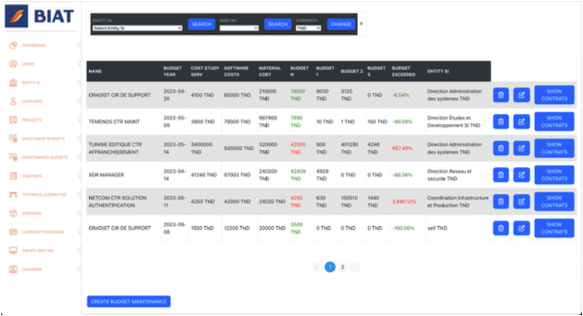 BIAT
ENTITY SI
Select Entity SI
SEARCH
SORT BY
SEARCH
CURRENCY
TND
CHANGE
DASHBOARD
USERS
ENTITY SI
SUPPLIERS
PROJECTS
INVESTMENT BUDGETS
MAINTENANCE BUDGETS
CONTRATS
TECHNICAL COMMITTEE
EXPENSES
CURRENCY EXCHANGE
CREATE MEETING
CALENDAR
NAME BUDGET YEAR COST STUDY SERV SOFTWARE COSTS MATERIAL COST BUDGET N BUDGET 1 BUDGET 2 BUDGET 3 BUDGET EXCEEDED ENTITY SI
ORADIST CIR DE SUPPORT 2023-04-20 4100 TND 65000 TND 210000 TND 13000 TND 9030 TND 3120 TND 0 TND -5.54% Direction Administration des systemes TND SHOW CONTRATS
TEMENOS CTR MAINT 2023-05-09 3900 TND 79000 TND 987900 TND 7690 TND 10 TND 1 TND 100 TND -98.59% Direction Études et Developpement SI TND SHOW CONTRATS
TUNISIE EDITIQUE CTR AFFRANCHISSEMENT 2023-05-14 3400000 TND 500000 TND 320000 TND 42000 TND 900 TND 401280 TND 4246 TND 867.68% Direction Administration des systemes TND SHOW CONTRATS
XDR MANAGER 2023-04-14 41240 TND 67053 TND 240200 TND 42409 TND 4929 TND 0 TND 0 TND -88.38% Direction Reseau et securite TND SHOW CONTRATS
NETCOM CTR SOLUTION AUTHENTIFICATION 2023-05-11 4250 TND 42000 TND 24220 TND 4250 TND 630 TND 150510 TND 1440 TND 3,490.12% Coordination Infrastructure et Production TND SHOW CONTRATS
ORADIST CIR DE SUPPORT 2023-09-08 1500 TND 12200 TND 20000 TND 3500 TND 0 TND 0 TND 0 TND -100.00% self TND SHOW CONTRATS
1 2
CREATE BUDGET MAINTENANCE